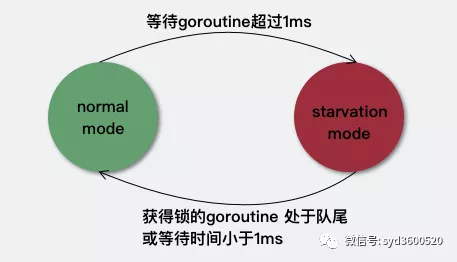 等待goroutine超过1ms
normal
mode
starvation
mode
获得锁的goroutine 处于队尾
或等待时间小于1ms
微信号: syd3600520